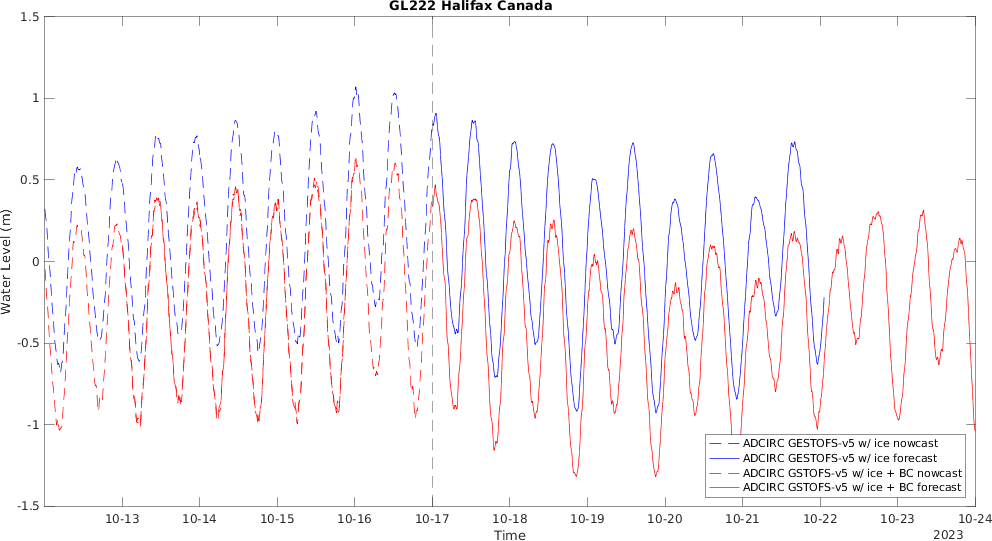 GL222 Halifax Canada
1.5
1
0.5
0
-0.5
-1
-1.5
Water Level (m)
10-13 10-14 10-15 10-16 10-17 10-18 10-19 10-20 10-21 10-22 10-23 10-24
Time
2023
ADCIRC GESTOFS-v5 w/ ice nowcast
ADCIRC GESTOFS-v5 w/ ice forecast
ADCIRC GSTOFS-v5 w/ ice + BC nowcast
ADCIRC GSTOFS-v5 w/ ice + BC forecast